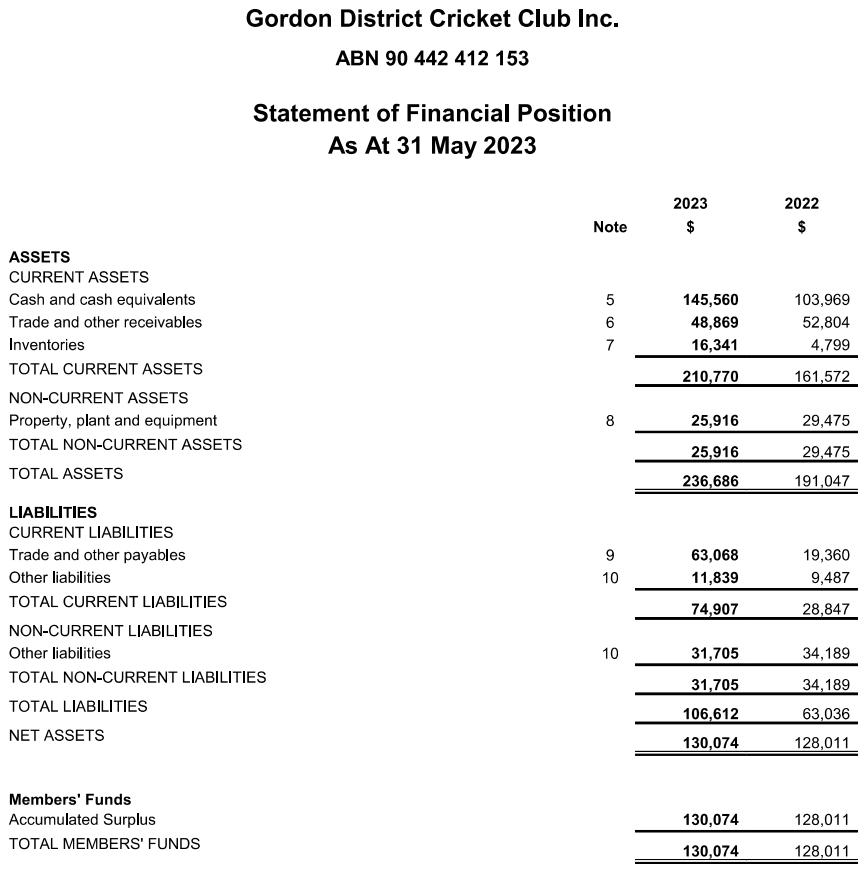 Gordon District Cricket Club Inc.
ABN 90 442 412 153
Statement of Financial Position
As At 31 May 2023
2023 2022
Note $ $
ASSETS
CURRENT ASSETS
Cash and cash equivalents 5 145,560 103,969
Trade and other receivables 6 48,869 52,804
Inventories 7 16,341 4,799
TOTAL CURRENT ASSETS 210,770 161,572
NON-CURRENT ASSETS
Property, plant and equipment 8 25,916 29,475
TOTAL NON-CURRENT ASSETS 25,916 29,475
TOTAL ASSETS 236,686 191,047
LIABILITIES
CURRENT LIABILITIES
Trade and other payables 9 63,068 19,360
Other liabilities 10 11,839 9,487
TOTAL CURRENT LIABILITIES 74,907 28,847
NON-CURRENT LIABILITIES
Other liabilities 10 31,705 34,189
TOTAL NON-CURRENT LIABILITIES 31,705 34,189
TOTAL LIABILITIES 106,612 63,036
NET ASSETS 130,074 128,011
Members' Funds
Accumulated Surplus 130,074 128,011
TOTAL MEMBERS' FUNDS 130,074 128,011